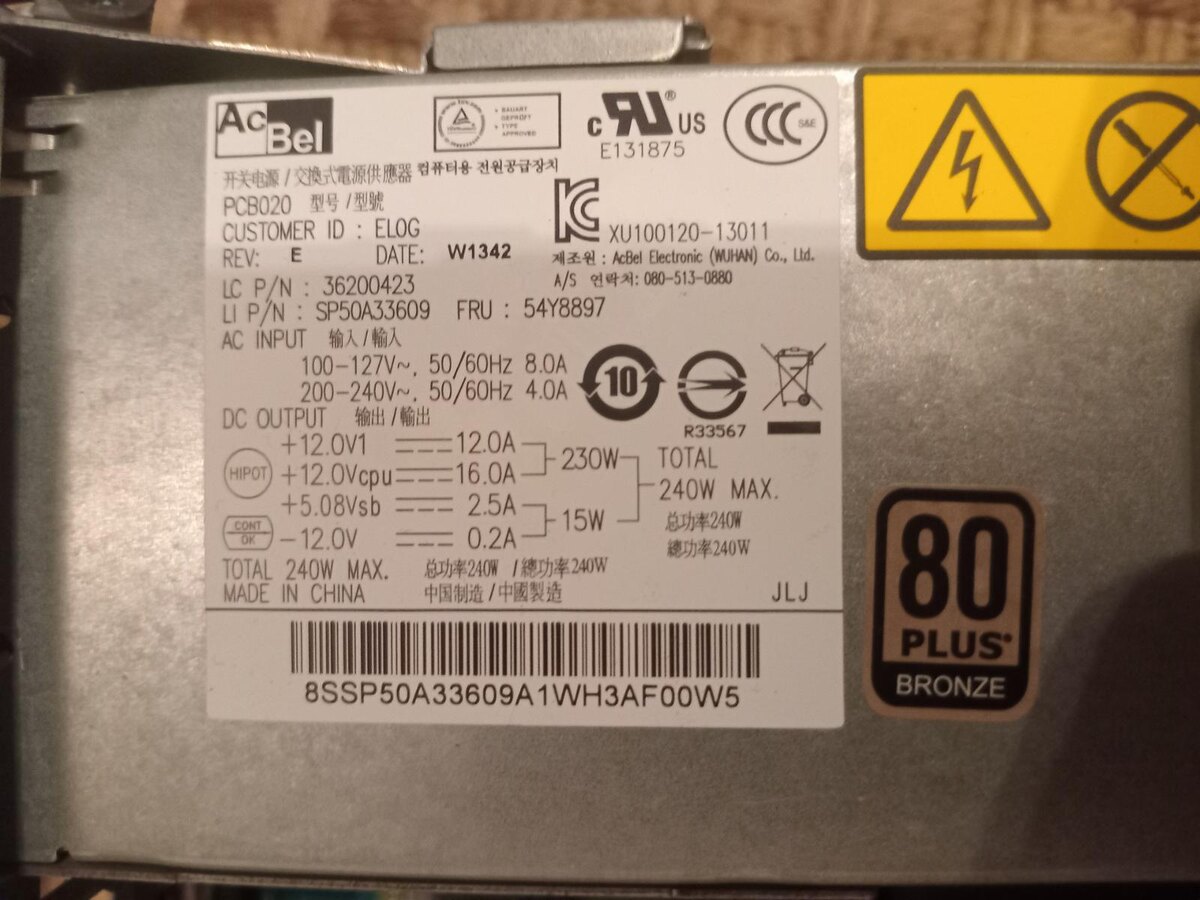 AcBel
BAUART
GEPRÜFT
TYPE
APPROVED
c RU US
E131875
CCC S&E
开关电源 / 交換式電源供應器 컴퓨터용 전원공급장치
PCB020 型号 / 型號
CUSTOMER ID : ELOG
REV: E DATE: W1342
XU100120-13011
제조원 : AcBel Electronic (WUHAN) Co., Ltd.
A/S 연락처: 080-513-0880
LC P/N : 36200423
LI P/N : SP50A33609 FRU : 54Y8897
AC INPUT 输入 / 輸入
100-127V~, 50/60Hz 8.0A
200-240V~, 50/60Hz 4.0A
10
R33567
DC OUTPUT 输出 / 輸出
+12.0V1 12.0A
HIPOT +12.0Vcpu 16.0A 230W
+5.08Vsb 2.5A
CONT OK -12.0V 0.2A 15W
TOTAL
240W MAX.
总功率240W
總功率240W
TOTAL 240W MAX. 总功率240W / 總功率240W
MADE IN CHINA 中国制造 / 中國製造 JLJ
8SSP50A33609A1WH3AF00W5
80
PLUS
BRONZE